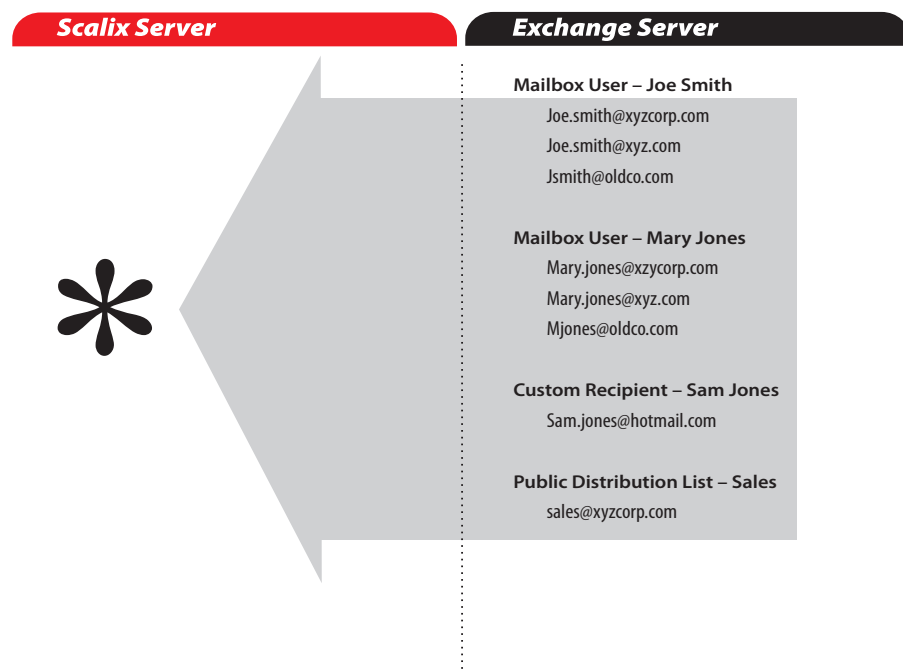 Scalix Server
Exchange Server
*
Mailbox User – Joe Smith
Joe.smith@xyzcorp.com
Joe.smith@xyz.com
Jsmith@oldco.com
Mailbox User – Mary Jones
Mary.jones@xzycorp.com
Mary.jones@xyz.com
Mjones@oldco.com
Custom Recipient – Sam Jones
Sam.jones@hotmail.com
Public Distribution List – Sales
sales@xyzcorp.com